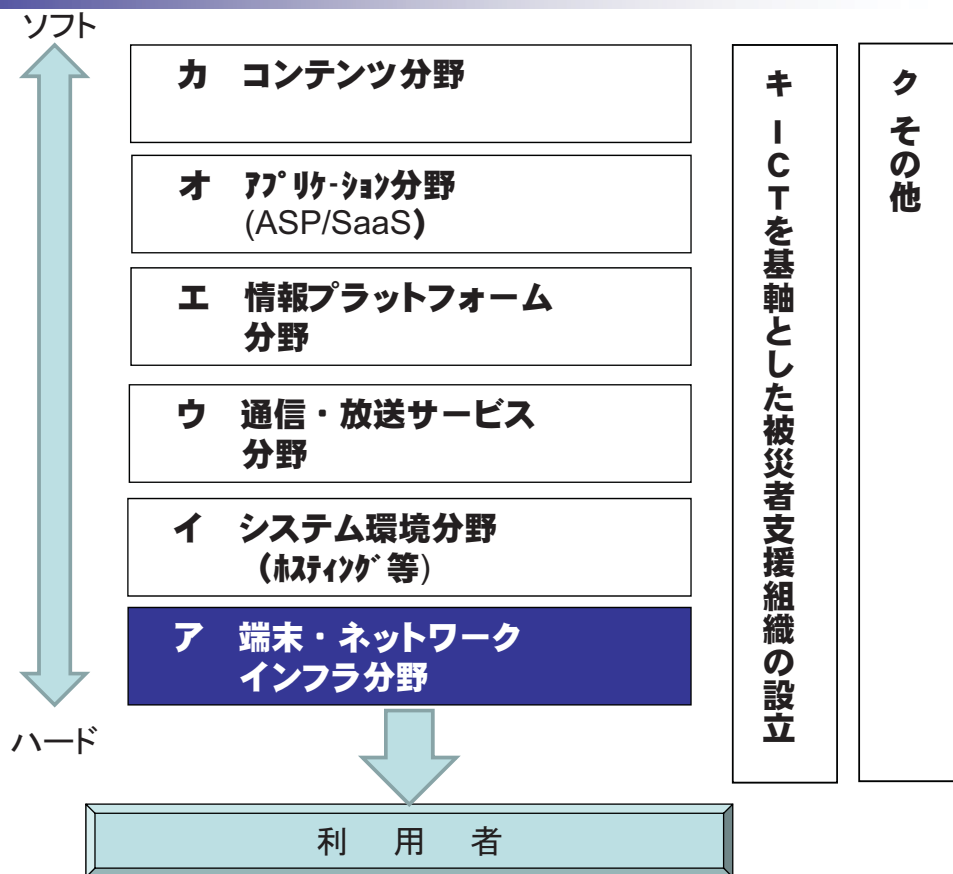 ソフト
カ コンテンツ分野
オ ｱﾌﾟﾘｹ-ｼｮﾝ分野
(ASP/SaaS)
エ 情報プラットフォーム
分野
ウ 通信・放送サービス
分野
イ システム環境分野
(ﾎｽﾃｨﾝｸﾞ等)
ア 端末・ネットワーク
インフラ分野
ハード
利用者
キ ICTを基軸とした被災者支援組織の設立
ク その他